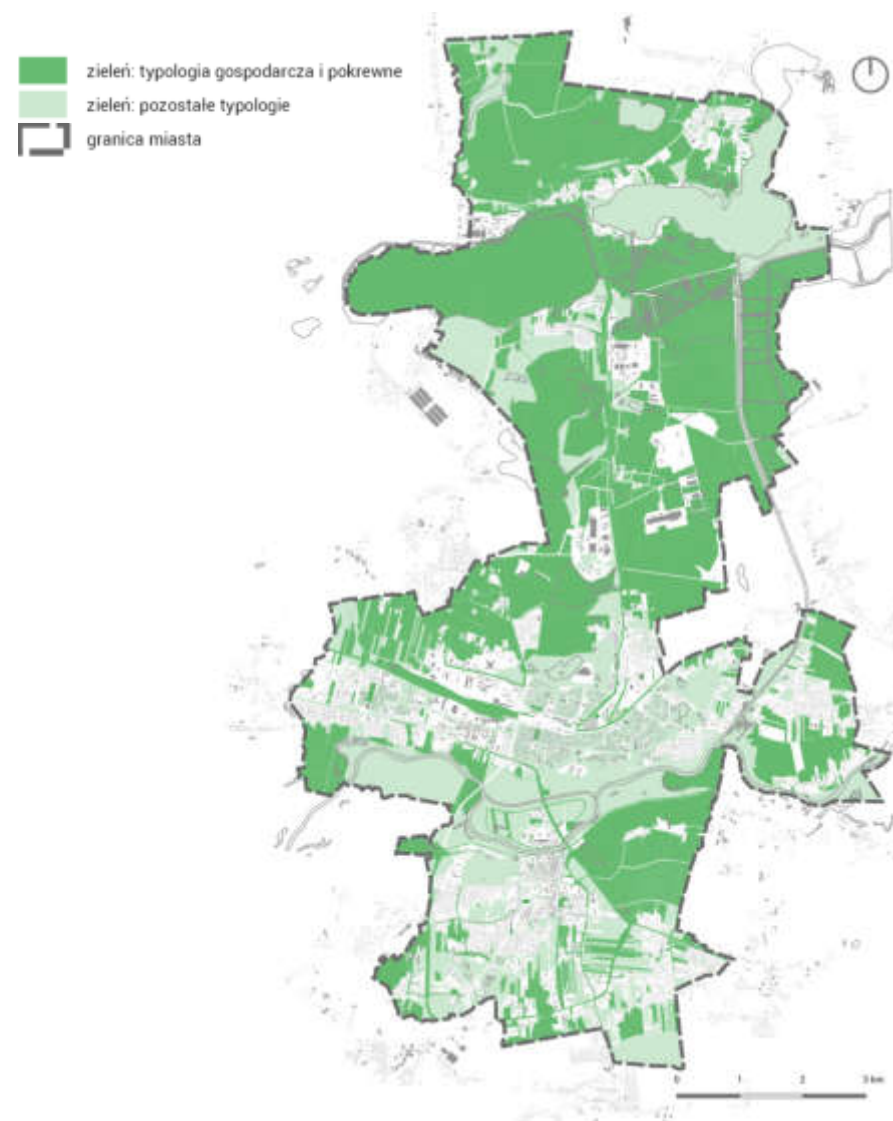 zieleń: typologia gospodarcza i pokrewne
zieleń: pozostałe typologie
granica miasta
0 1 2 3 km